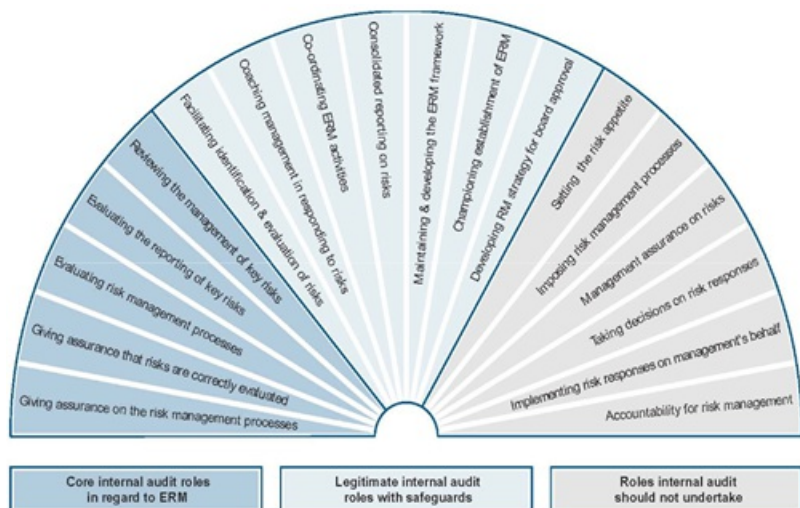 Giving assurance on the risk management processes
Giving assurance that risks are correctly evaluated
Evaluating risk management processes
Evaluating the reporting of key risks
Reviewing the management of key risks
Facilitating identification & evaluation of risks
Coaching management in responding to risks
Co-ordinating ERM activities
Consolidated reporting on risks
Maintaining & developing the ERM framework
Championing establishment of ERM
Developing RM strategy for board approval
Setting the risk appetite
Imposing risk management processes
Management assurance on risks
Taking decisions on risk responses
Implementing risk responses on management's behalf
Accountability for risk management
Core internal audit roles
in regard to ERM
Legitimate internal audit
roles with safeguards
Roles internal audit
should not undertake